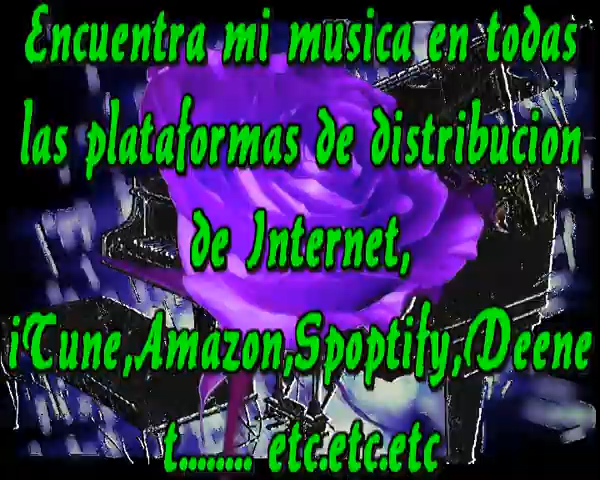 Encuentra mi musica en todas
las plataformas de distribucion
de Internet,
iTune,Amazon,Spoptify,Deene
t......... etc.etc.etc